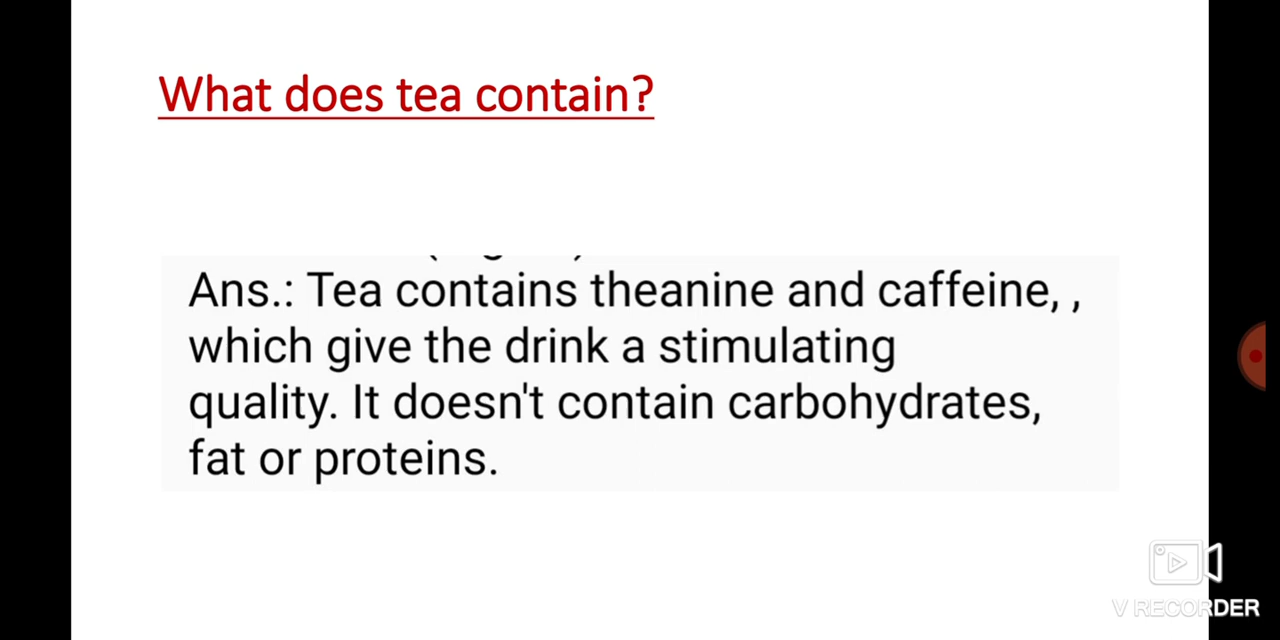 What does tea contain?
Ans.: Tea contains theanine and caffeine, ,
which give the drink a stimulating
quality. It doesn't contain carbohydrates,
fat or proteins.
V RECORDER